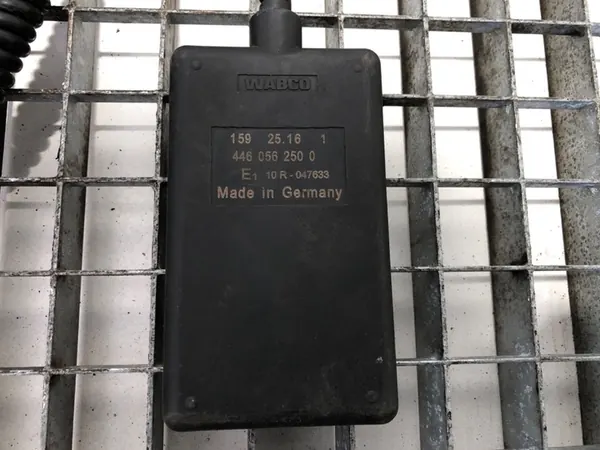 WABCO
159 25.16 1
446 056 250 0
E1 10 R - 047633
Made in Germany